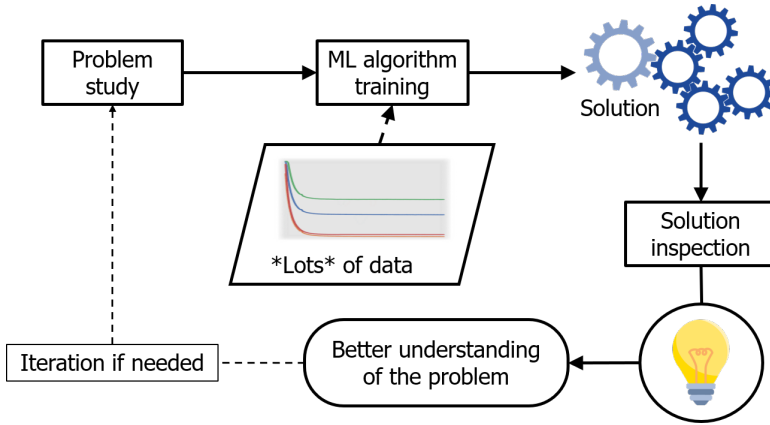 Problem
study
ML algorithm
training
Solution
*Lots* of data
Solution
inspection
Better understanding
of the problem
Iteration if needed